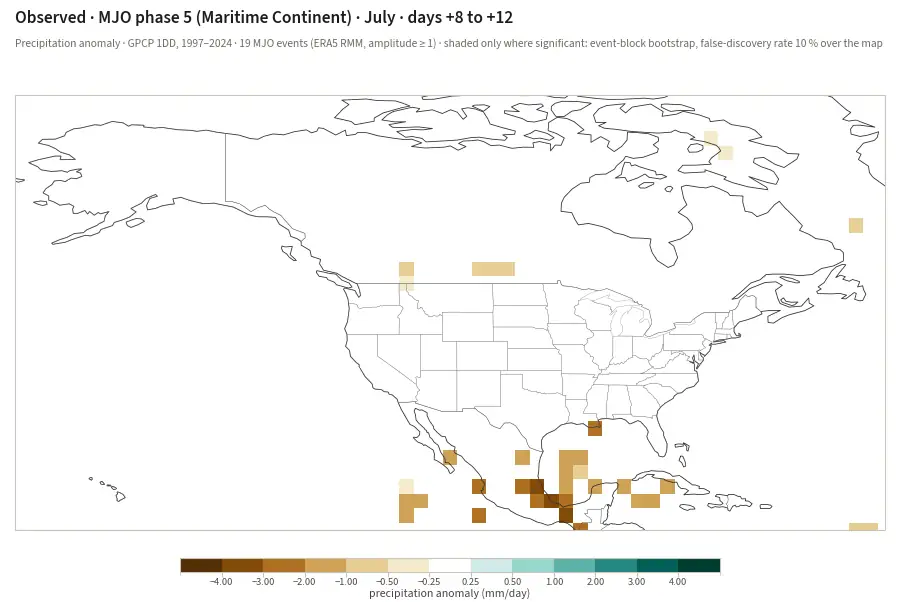 Observed · MJO phase 5 (Maritime Continent) · July · days +8 to +12
Precipitation anomaly · GPCP 1DD, 1997–2024 · 19 MJO events (ERA5 RMM, amplitude ≥ 1) · shaded only where significant: event-block bootstrap, false-discovery rate 10 % over the map
−4.00 −3.00 −2.00 −1.00 −0.50 −0.25 0.25 0.50 1.00 2.00 3.00 4.00
precipitation anomaly (mm/day)